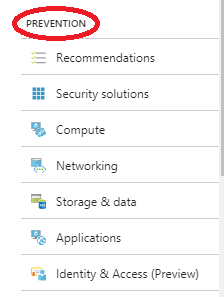 PREVENTION
Recommendations
Security solutions
Compute
Networking
Storage & data
Applications
Identity & Access (Preview)